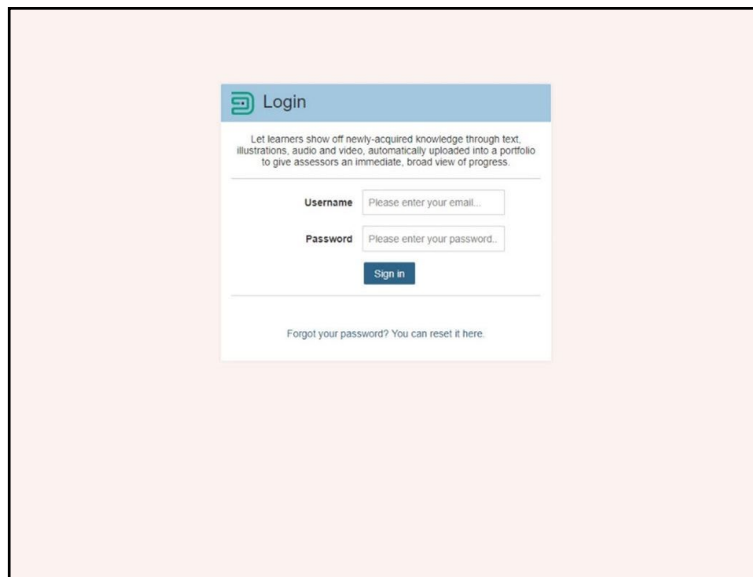 Login
Let learners show off newly-acquired knowledge through text,
illustrations, audio and video, automatically uploaded into a portfolio
to give assessors an immediate, broad view of progress.
Username Please enter your email...
Password Please enter your password..
Sign in
Forgot your password? You can reset it here.